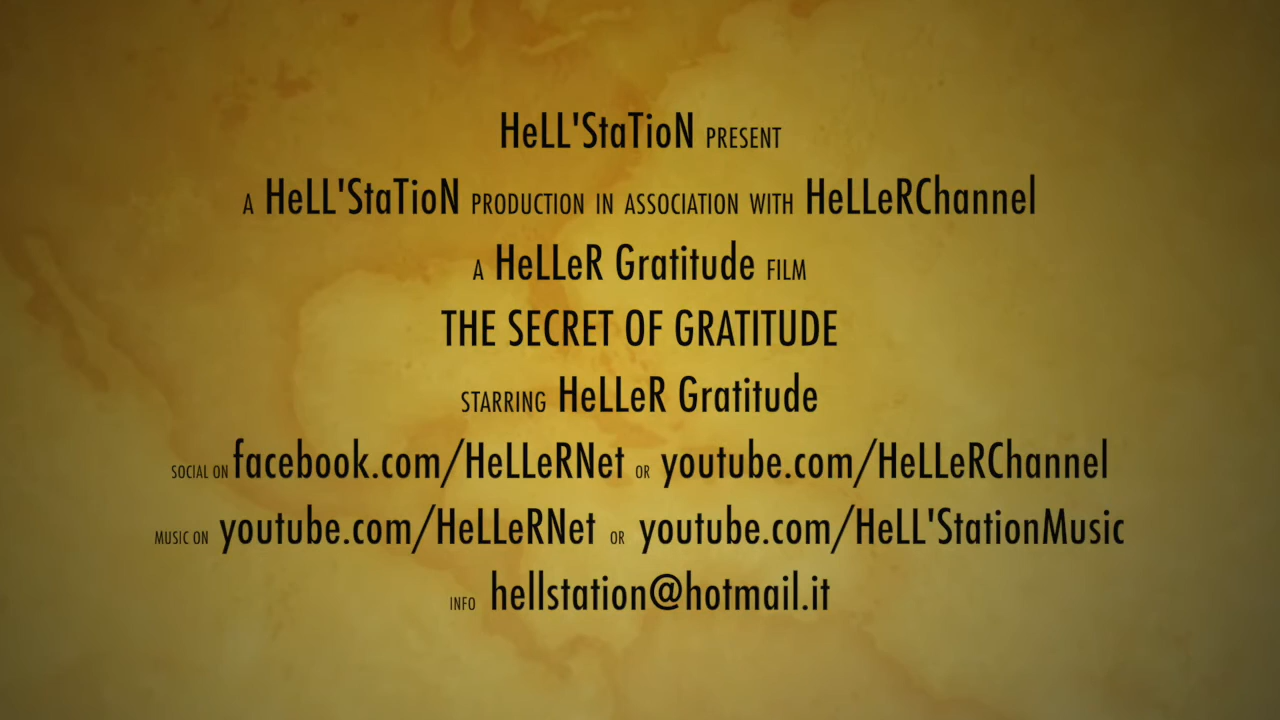 HeLL'StaTioN PRESENT
A HeLL'StaTioN PRODUCTION IN ASSOCIATION WITH HeLLeRChannel
A HeLLeR Gratitude FILM
THE SECRET OF GRATITUDE
STARRING HeLLeR Gratitude
SOCIAL ON facebook.com/HeLLeRNet OR youtube.com/HeLLeRChannel
MUSIC ON youtube.com/HeLLeRNet OR youtube.com/HeLL'StationMusic
INFO hellstation@hotmail.it